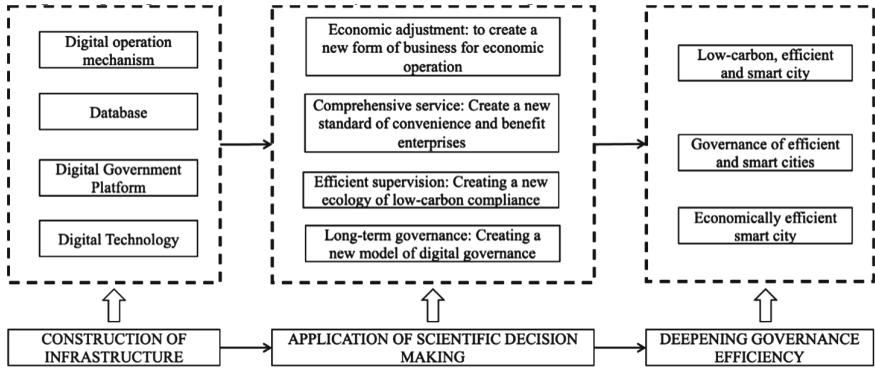 Digital operation
mechanism
Database
Digital Government
Platform
Digital Technology
Economic adjustment: to create a
new form of business for economic
operation
Comprehensive service: Create a new
standard of convenience and benefit
enterprises
Efficient supervision: Creating a new
ecology of low-carbon compliance
Long-term governance: Creating a
new model of digital governance
Low-carbon, efficient
and smart city
Governance of efficient
and smart cities
Economically efficient
smart city
CONSTRUCTION OF
INFRASTRUCTURE
APPLICATION OF SCIENTIFIC DECISION
MAKING
DEEPENING GOVERNANCE
EFFICIENCY